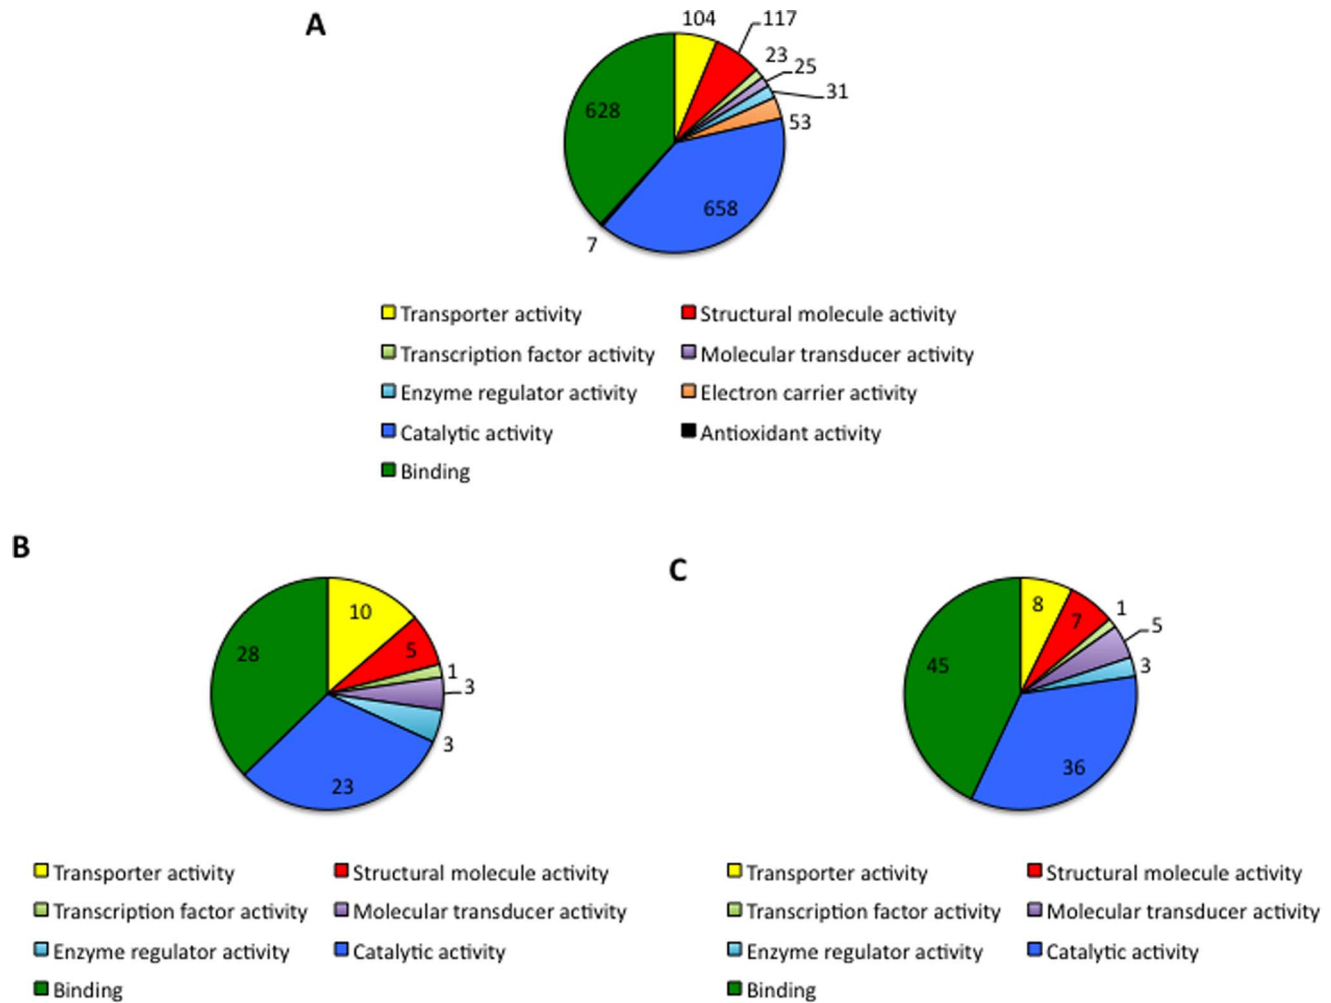 A
104
117
23
25
31
53
628
658
7
Transporter activity
Structural molecule activity
Transcription factor activity
Molecular transducer activity
Enzyme regulator activity
Electron carrier activity
Catalytic activity
Antioxidant activity
Binding
B
10
5
1
3
3
28
23
Transporter activity
Structural molecule activity
Transcription factor activity
Molecular transducer activity
Enzyme regulator activity
Catalytic activity
Binding
C
8
7
1
5
3
45
36
Transporter activity
Structural molecule activity
Transcription factor activity
Molecular transducer activity
Enzyme regulator activity
Catalytic activity
Binding